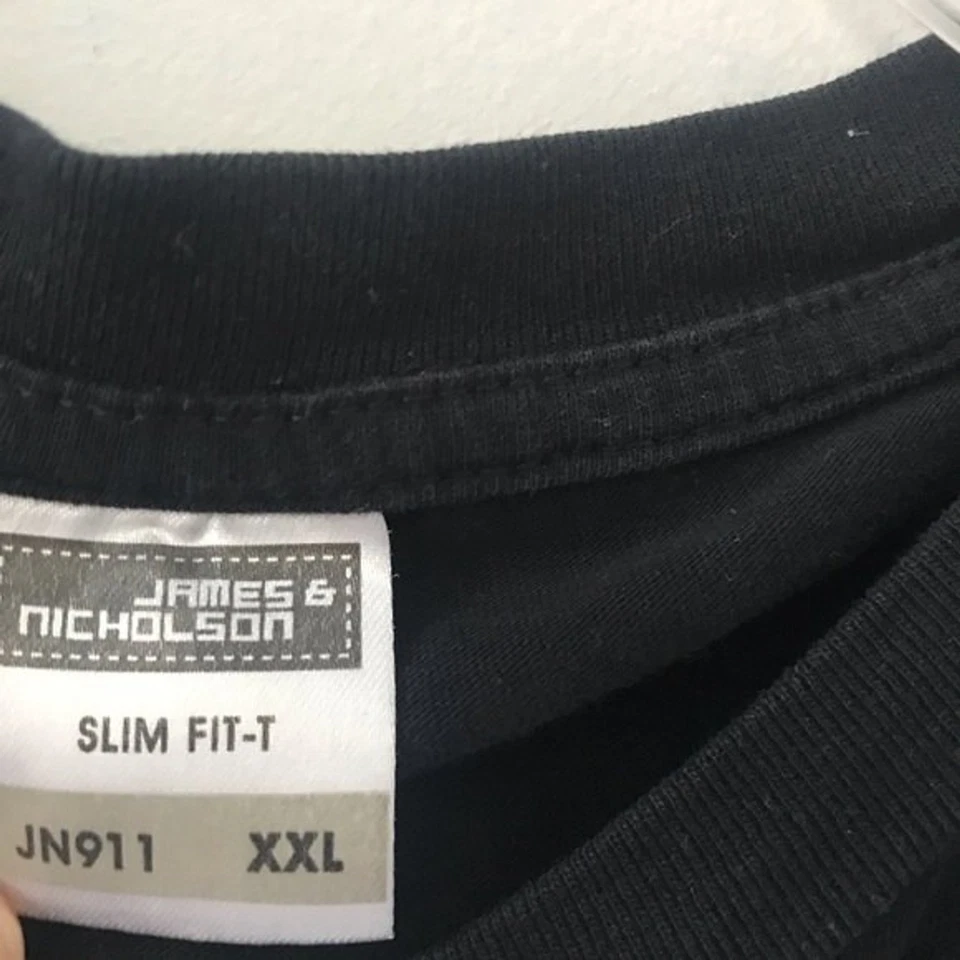 JAMES &
NICHOLSON
SLIM FIT-T
JN911 XXL